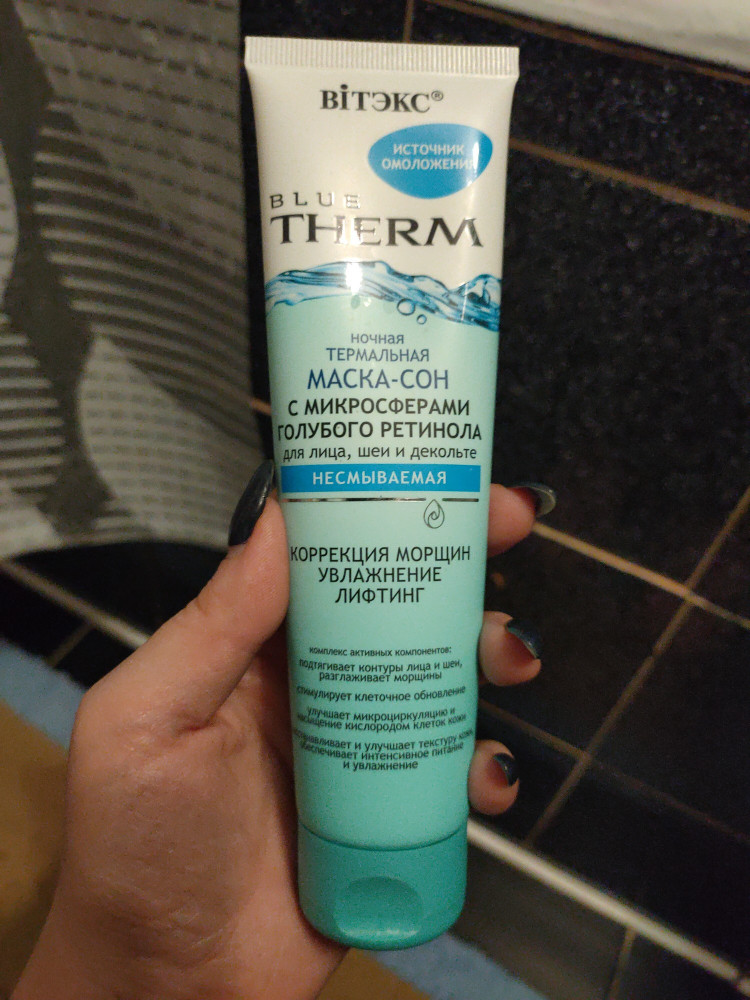 ВІТЭКС®
ИСТОЧНИК
ОМОЛОЖЕНИЯ
BLUE
THERM
НОЧНАЯ
ТЕРМАЛЬНАЯ
МАСКА-СОН
С МИКРОСФЕРАМИ
ГОЛУБОГО РЕТИНОЛА
для лица, шеи и декольте
НЕСМЫВАЕМАЯ
КОРРЕКЦИЯ МОРЩИН
УВЛАЖНЕНИЕ
ЛИФТИНГ
комплекс активных компонентов:
подтягивает контуры лица и шеи,
разглаживает морщины
стимулирует клеточное обновление
улучшает микроциркуляцию и
насыщение кислородом клеток кожи
и улучшает текстуру кожи,
обеспечивает интенсивное питание
и увлажнение